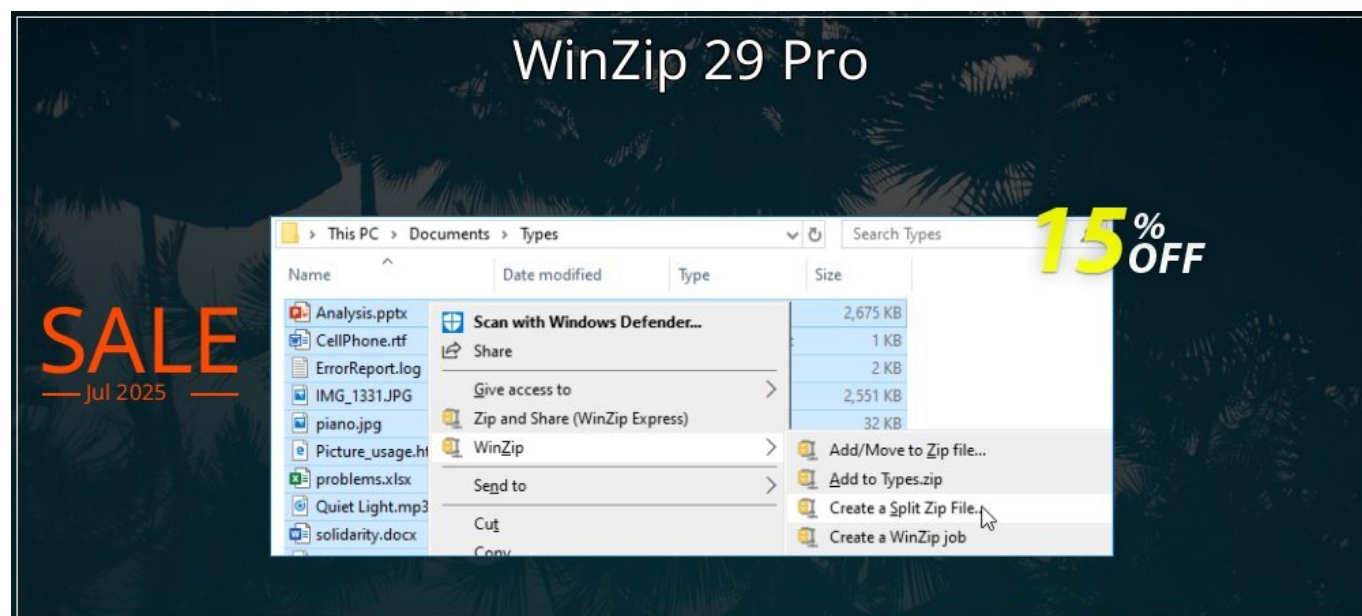 WinZip 29 Pro
15% OFF
SALE
Jul 2025
This PC > Documents > Types
Search Types
Name
Date modified
Type
Size
Analysis.pptx
2,675 KB
CellPhone.rtf
1 KB
ErrorReport.log
2 KB
IMG_1331.JPG
2,551 KB
piano.jpg
32 KB
Picture_usage.ht
problems.xlsx
Quiet Light.mp3
solidarity.docx
Scan with Windows Defender...
Share
Give access to
Zip and Share (WinZip Express)
WinZip
Send to
Cut
Copy
Add/Move to Zip file...
Add to Types.zip
Create a Split Zip File...
Create a WinZip job